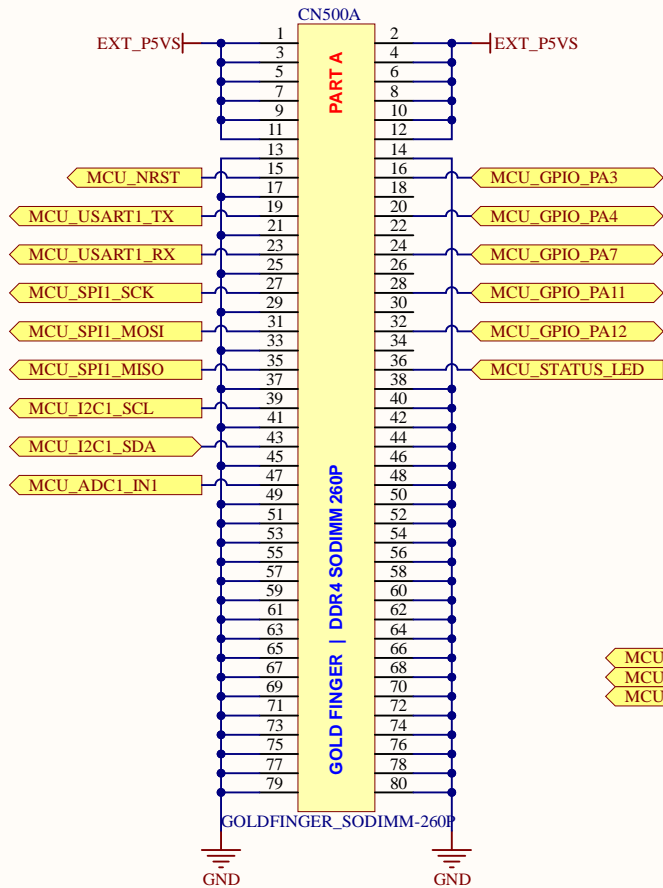 CN500A
EXT_P5VS 1 2 EXT_P5VS
3 4
5 6
7 8
9 10
11 12
13 14
MCU_NRST 15 16 MCU_GPIO_PA3
17 18
MCU_USART1_TX 19 20 MCU_GPIO_PA4
21 22
MCU_USART1_RX 23 24 MCU_GPIO_PA7
25 26
MCU_SPI1_SCK 27 28 MCU_GPIO_PA11
29 30
MCU_SPI1_MOSI 31 32 MCU_GPIO_PA12
33 34
MCU_SPI1_MISO 35 36 MCU_STATUS_LED
37 38
MCU_I2C1_SCL 39 40
41 42
MCU_I2C1_SDA 43 44
45 46
MCU_ADC1_IN1 47 48
49 50
51 52
53 54
55 56
57 58
59 60
61 62
63 64
65 66
67 68
69 70
71 72
73 74
75 76
77 78
79 80
PART A
GOLD FINGER | DDR4 SODIMM 260P
MCU
MCU
MCU
GOLDFINGER_SODIMM-260P
GND GND